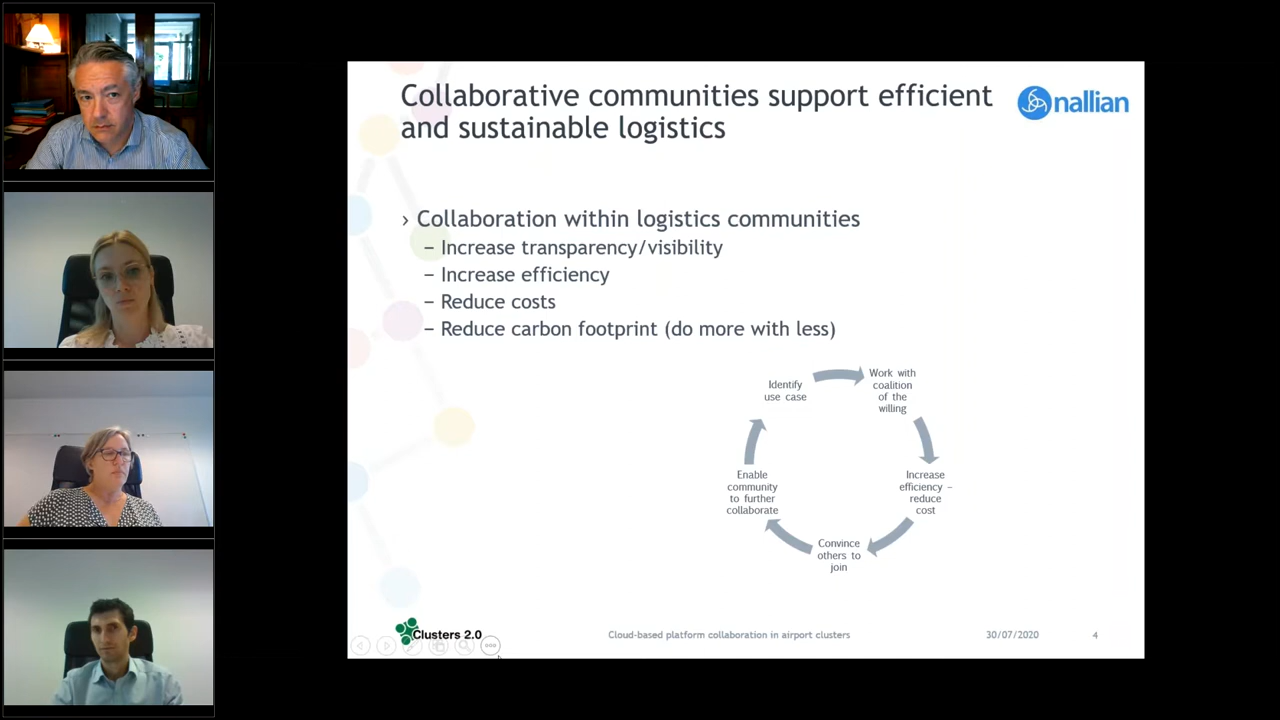 Collaborative communities support efficient
and sustainable logistics
nallian
› Collaboration within logistics communities
– Increase transparency/visibility
– Increase efficiency
– Reduce costs
– Reduce carbon footprint (do more with less)
Identify
use case
Work with
coalition
of the
willing
Increase
efficiency –
reduce
cost
Convince
others to
join
Enable
community
to further
collaborate
Clusters 2.0
Cloud-based platform collaboration in airport clusters
30/07/2020
4